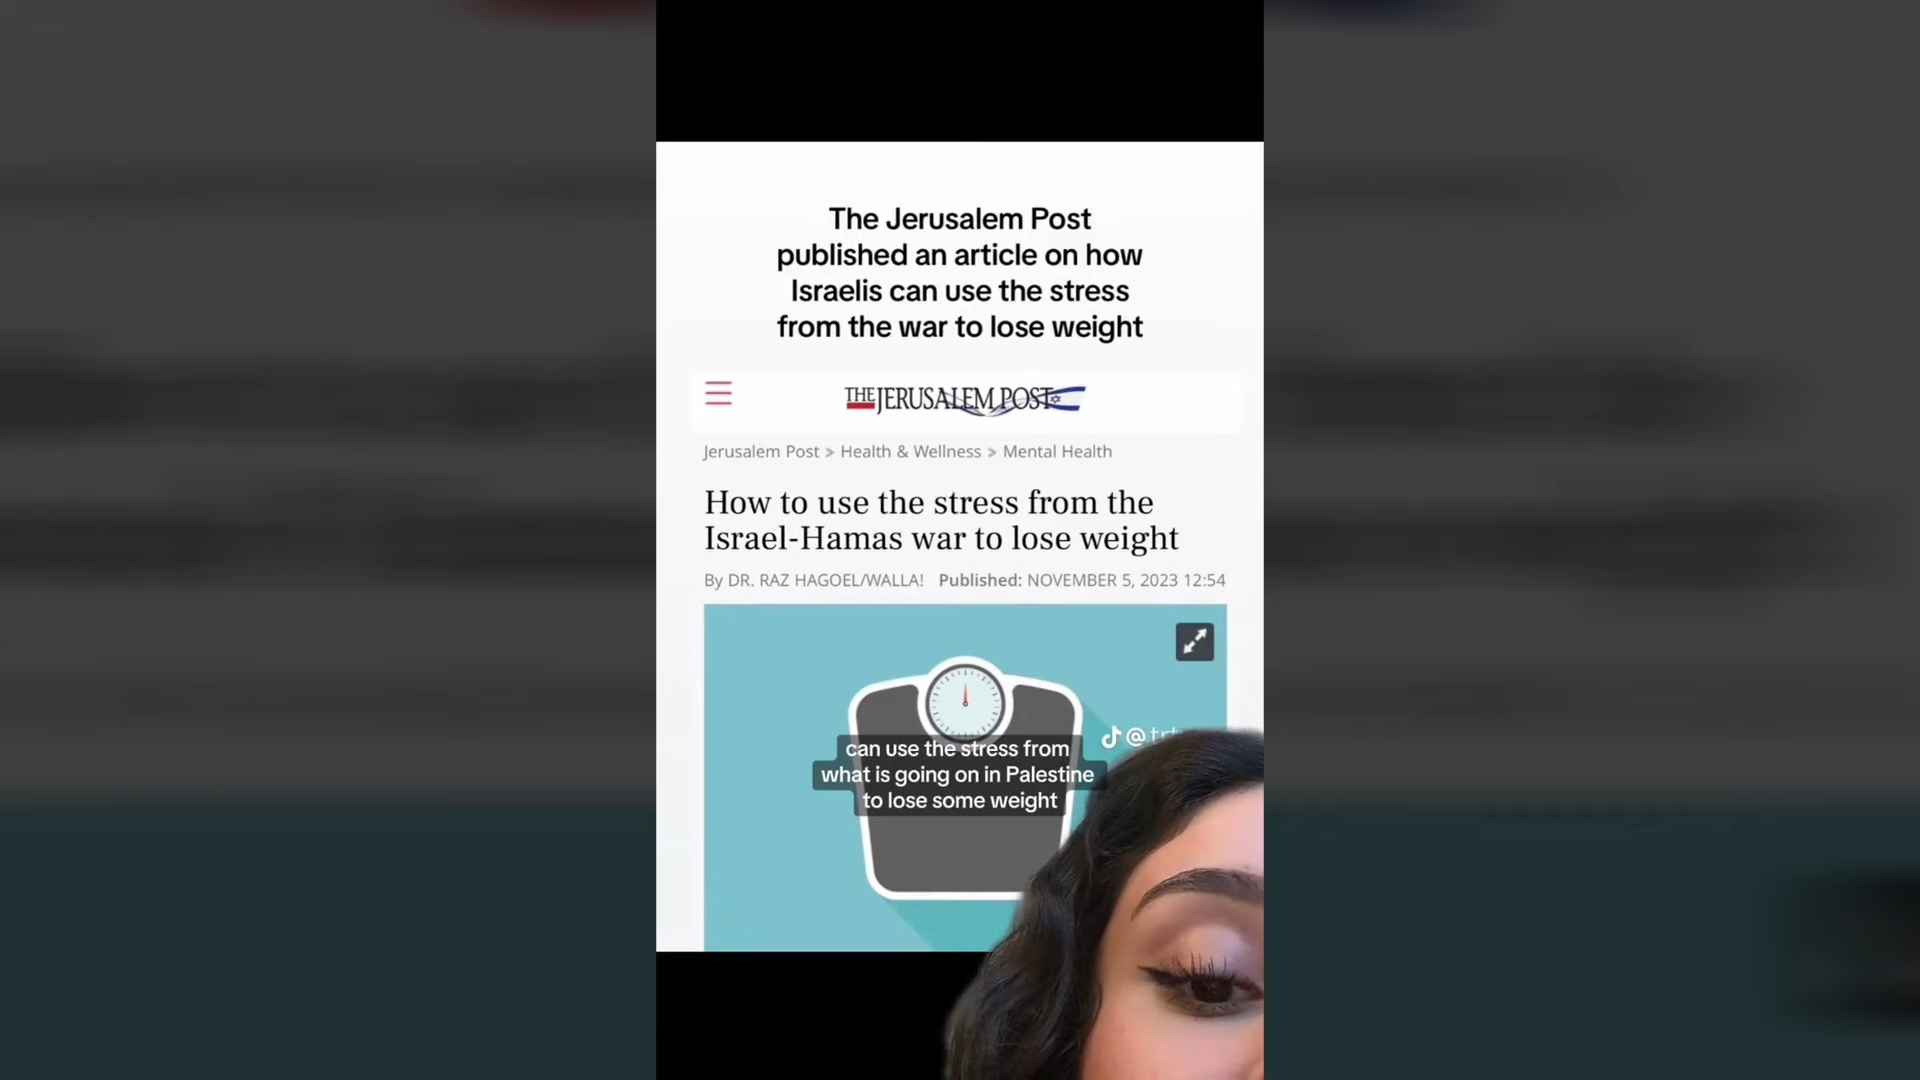 The Jerusalem Post
published an article on how
Israelis can use the stress
from the war to lose weight
THE JERUSALEM POST
Jerusalem Post > Health & Wellness > Mental Health
How to use the stress from the
Israel-Hamas war to lose weight
By DR. RAZ HAGOEL/WALLA! Published: NOVEMBER 5, 2023 12:54
can use the stress from
what is going on in Palestine
to lose some weight